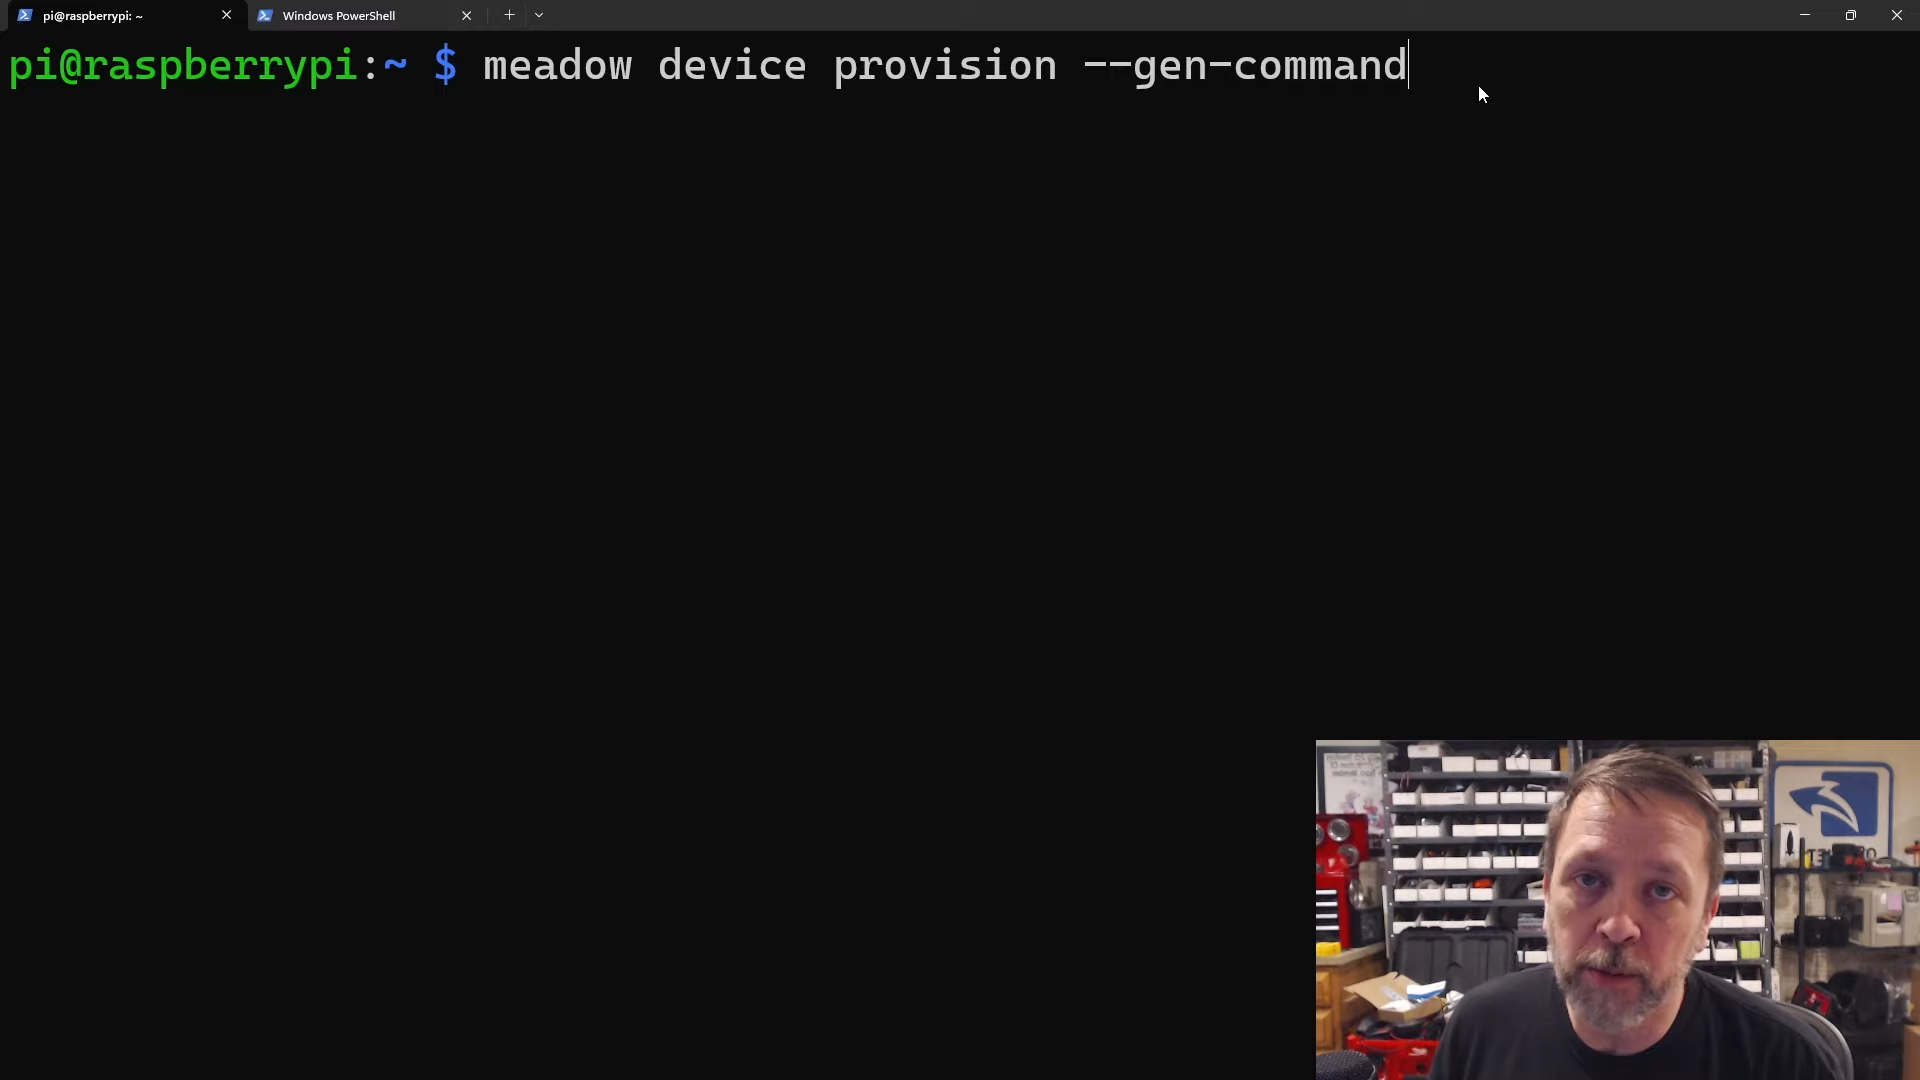 pi@raspberrypi: ~
Windows PowerShell
pi@raspberrypi:~ $ meadow device provision --gen-command